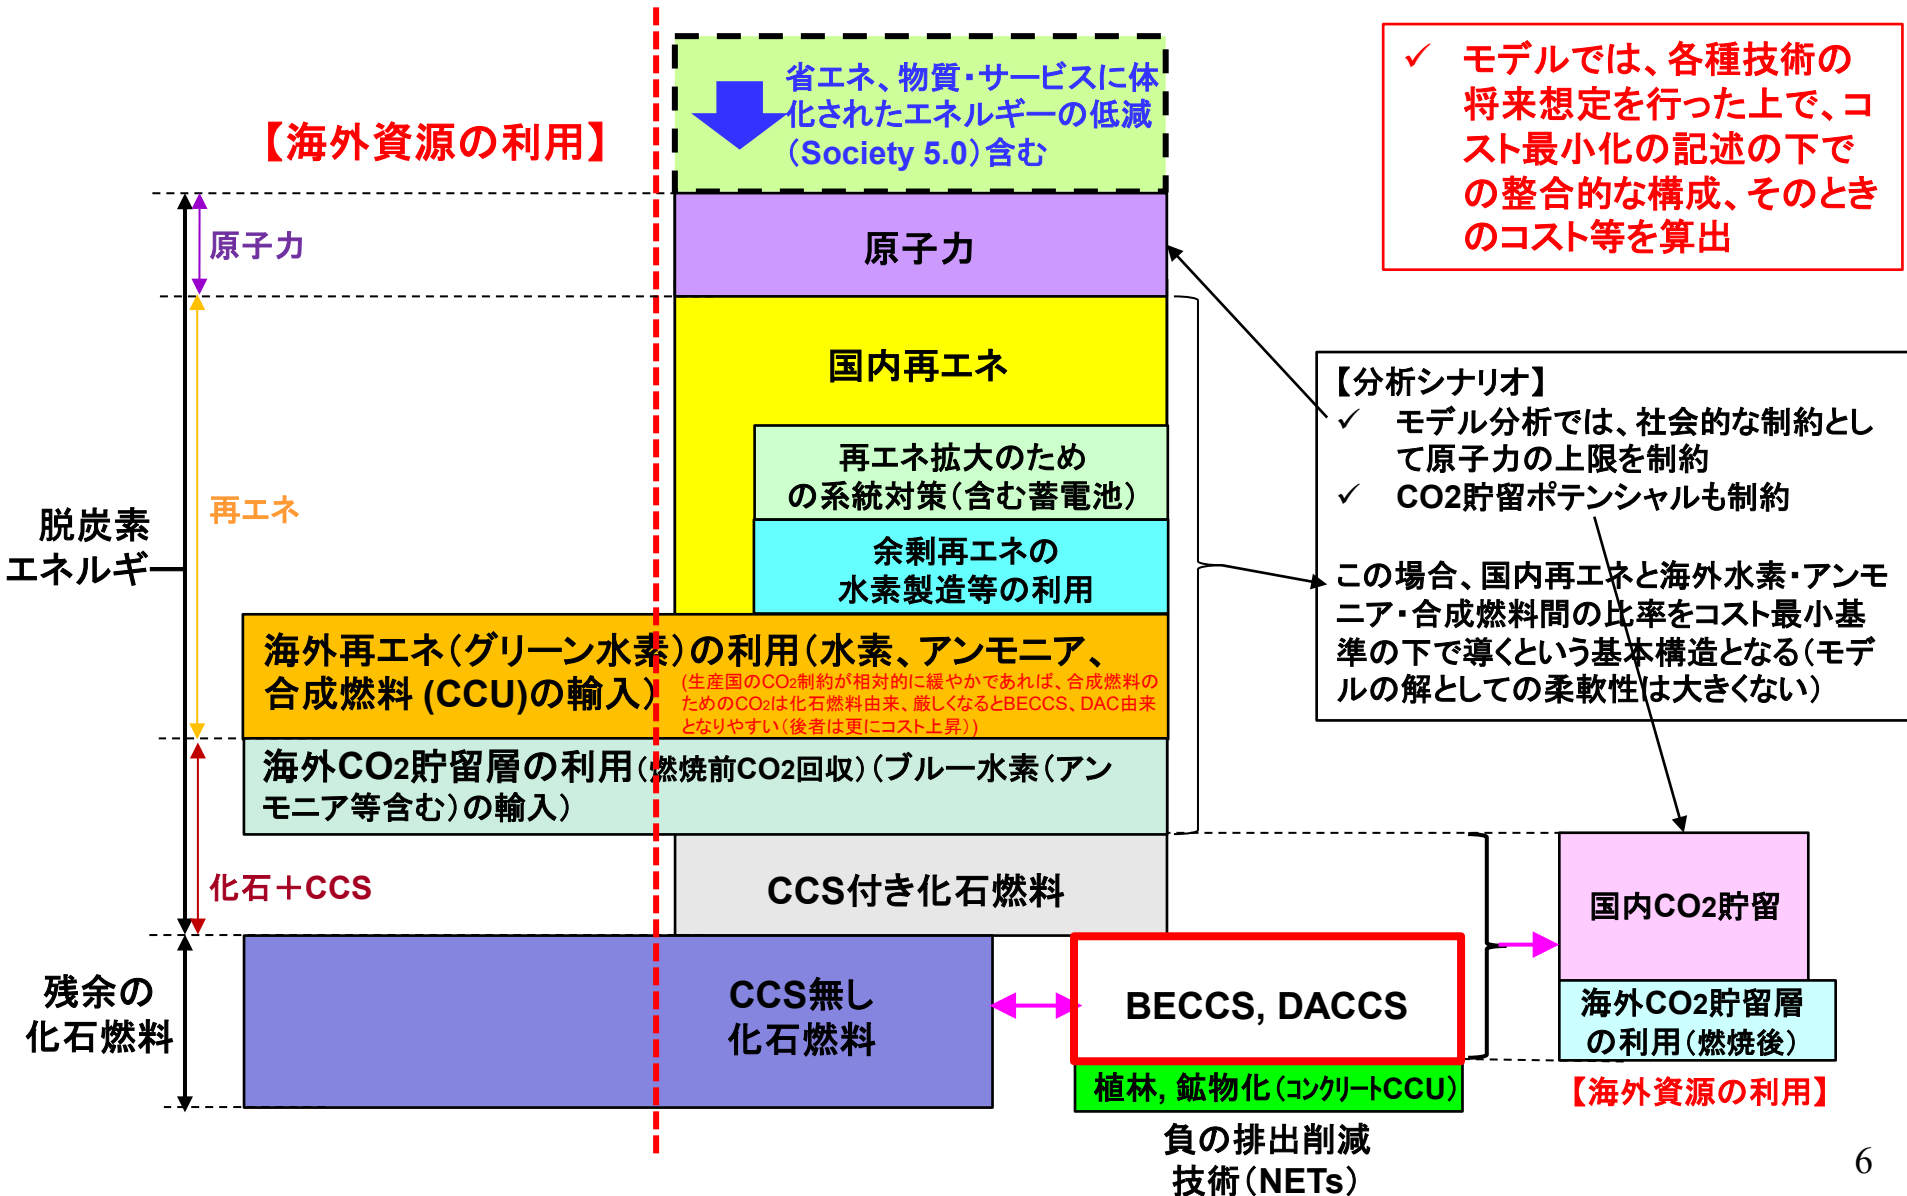 省エネ、物質・サービスに体
化されたエネルギーの低減
（Society 5.0）含む
【海外資源の利用】
✓ モデルでは、各種技術の
将来想定を行った上で、コ
スト最小化の記述の下で
の整合的な構成、そのとき
のコスト等を算出
原子力
原子力
国内再エネ
再エネ拡大のため
の系統対策（含む蓄電池）
余剰再エネの
水素製造等の利用
再エネ
脱炭素
エネルギー
海外再エネ（グリーン水素）の利用（水素、アンモニア、
合成燃料 (CCU)の輸入）
(生産国のCO2制約が相対的に緩やかであれば、合成燃料の
ためのCO2は化石燃料由来、厳しくなるとBECCS、DAC由来
となりやすい（後者は更にコスト上昇）)
海外CO2貯留層の利用（燃焼前CO2回収）（ブルー水素（アン
モニア等含む）の輸入）
化石＋CCS
CCS付き化石燃料
【分析シナリオ】
✓ モデル分析では、社会的な制約とし
て原子力の上限を制約
✓ CO2貯留ポテンシャルも制約
この場合、国内再エネと海外水素・アンモ
ニア・合成燃料間の比率をコスト最小基
準の下で導くという基本構造となる（モデ
ルの解としての柔軟性は大きくない）
残余の
化石燃料
CCS無し
化石燃料
BECCS, DACCS
植林, 鉱物化（コンクリートCCU）
負の排出削減
技術（NETs）
国内CO2貯留
海外CO2貯留層
の利用（燃焼後）
【海外資源の利用】
6